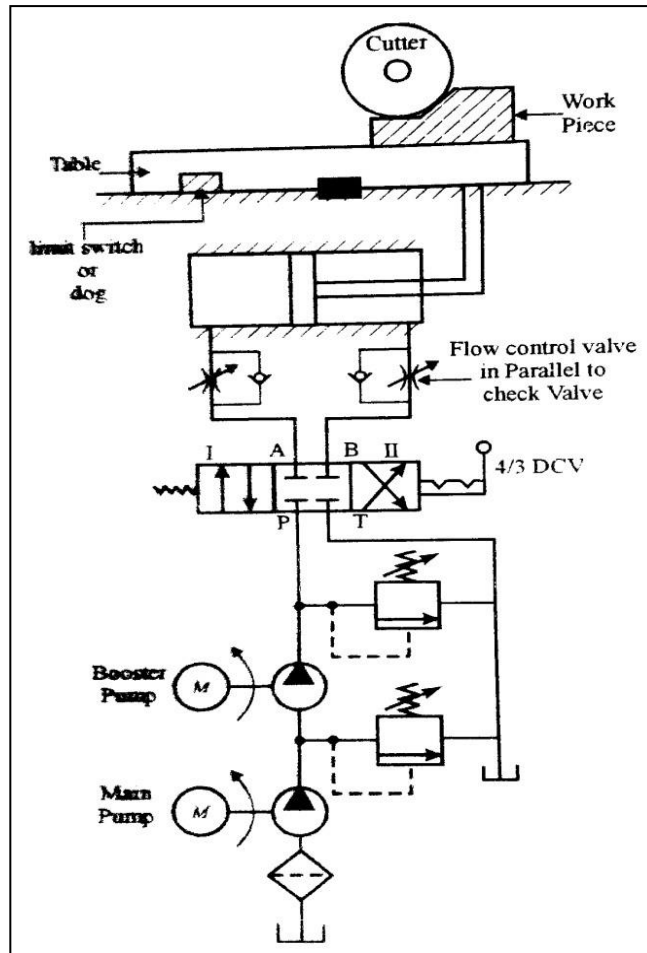 Cutter
Work
Piece
Table
limit switch
or
dog
Flow control valve
in Parallel to
check Valve
I
A
B
II
4/3 DCV
P
T
Booster
Pump
M
Main
Pump
M